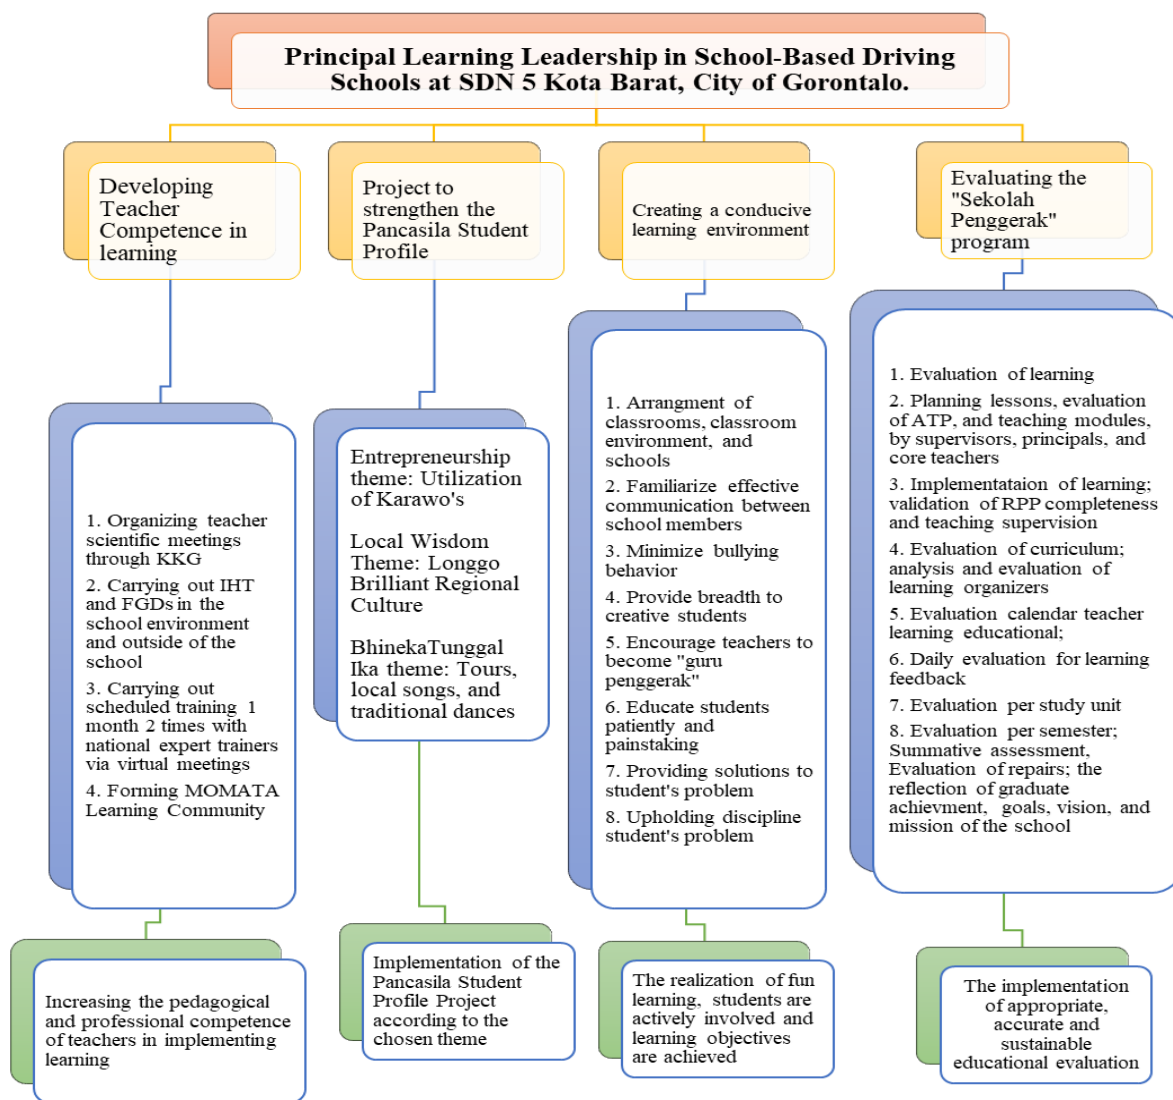 Principal Learning Leadership in School-Based Driving
Schools at SDN 5 Kota Barat, City of Gorontalo.
Developing
Teacher
Competence in
learning
Project to
strengthen the
Pancasila Student
Profile
Creating a conducive
learning environment
Evaluating the
"Sekolah
Penggerak"
program
1. Organizing teacher
scientific meetings
through KKG
2. Carrying out IHT
and FGDs in the
school environment
and outside of the
school
3. Carrying out
scheduled training 1
month 2 times with
national expert trainers
via virtual meetings
4. Forming MOMATA
Learning Community
Entrepreneurship
theme: Utilization
of Karawo's
Local Wisdom
Theme: Longgo
Brilliant Regional
Culture
BhinekaTunggal
Ika theme: Tours,
local songs, and
traditional dances
1. Arrangment of
classrooms, classroom
environment, and
schools
2. Familiarize effective
communication between
school members
3. Minimize bullying
behavior
4. Provide breadth to
creative students
5. Encourage teachers to
become "guru
penggerak"
6. Educate students
patiently and
painstaking
7. Providing solutions to
student's problem
8. Upholding discipline
student's problem
1. Evaluation of learning
2. Planning lessons, evaluation
of ATP, and teaching modules,
by supervisors, principals, and
core teachers
3. Implementataion of learning;
validation of RPP completeness
and teaching supervision
4. Evaluation of curriculum;
analysis and evaluation of
learning organizers
5. Evaluation calendar teacher
learning educational;
6. Daily evaluation for learning
feedback
7. Evaluation per study unit
8. Evaluation per semester;
Summative assessment,
Evaluation of repairs; the
reflection of graduate
achievment, goals, vision, and
mission of the school
Increasing the pedagogical
and professional competence
of teachers in implementing
learning
Implementation of the
Pancasila Student
Profile Project
according to the
chosen theme
The realization of fun
learning, students are
actively involved and
learning objectives
are achieved
The implementation
of appropriate,
accurate and
sustainable
educational evaluation